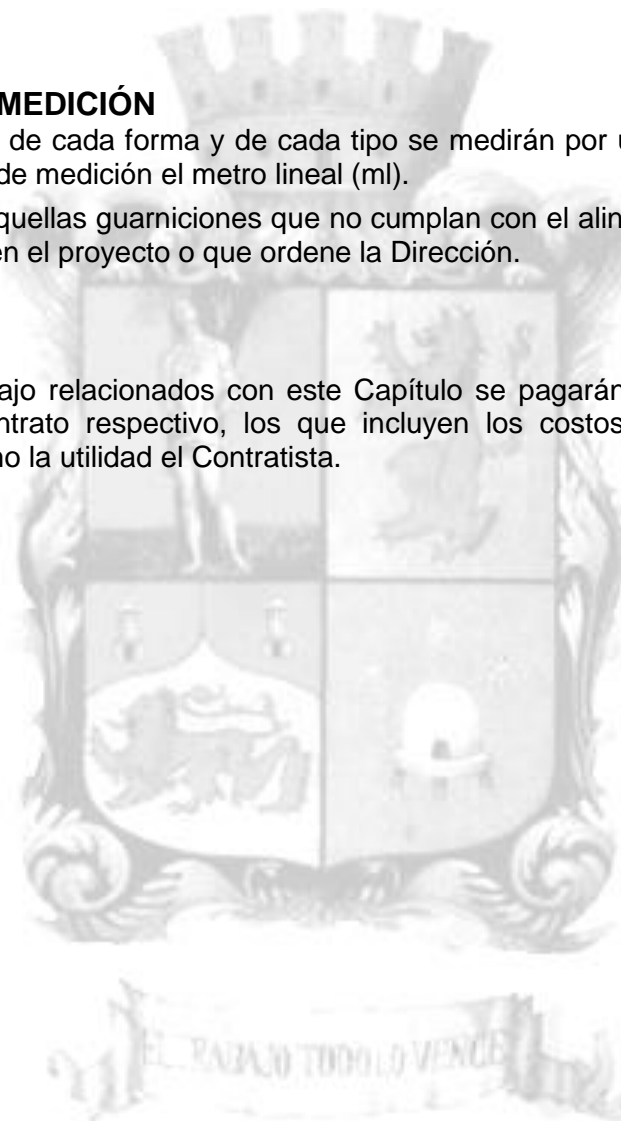 MEDICIÓN
de cada forma y de cada tipo se medirán por
de medición el metro lineal (ml).
quellas guarniciones que no cumplan con el alin
en el proyecto o que ordene la Dirección.
ajo relacionados con este Capítulo se pagarán
ntrato respectivo, los que incluyen los costos
no la utilidad el Contratista.
EL TRABAJO TODO LO VENCE